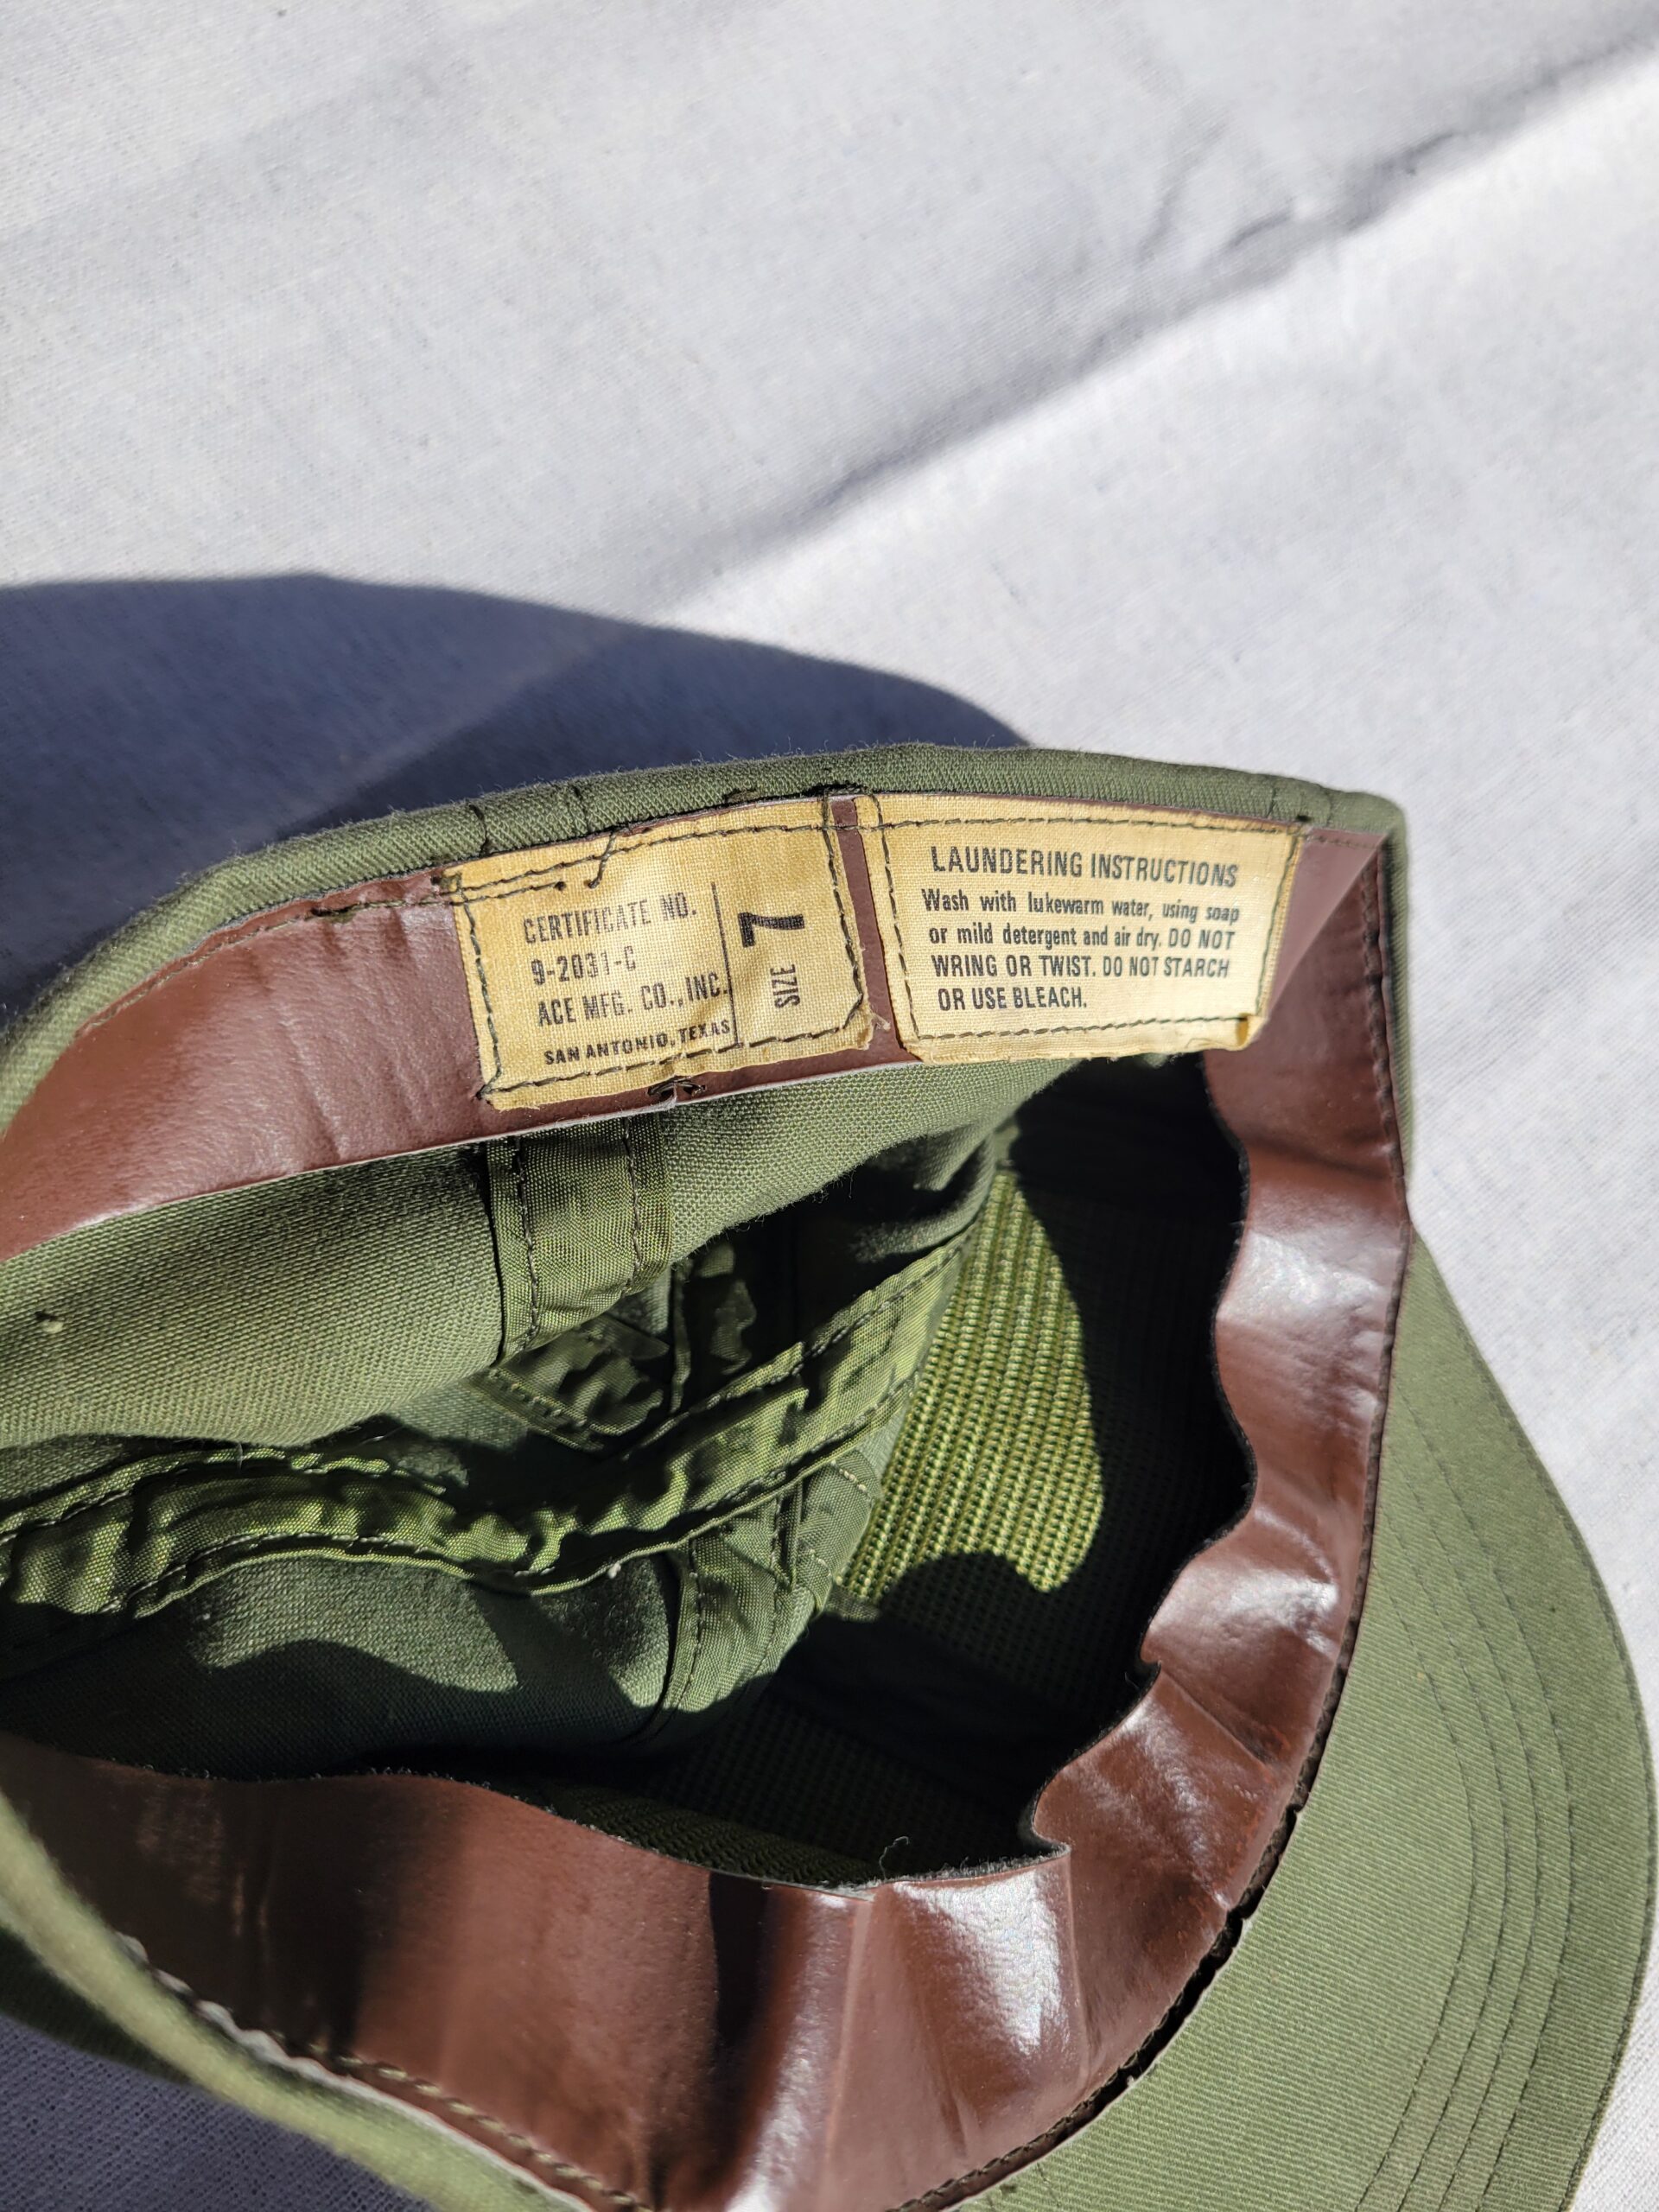 CERTIFICATE NO.
9-2031-C
ACE MFG. CO., INC.
SAN ANTONIO, TEXAS
SIZE 7
LAUNDERING INSTRUCTIONS
Wash with lukewarm water, using soap
or mild detergent and air dry. DO NOT
WRING OR TWIST. DO NOT STARCH
OR USE BLEACH.